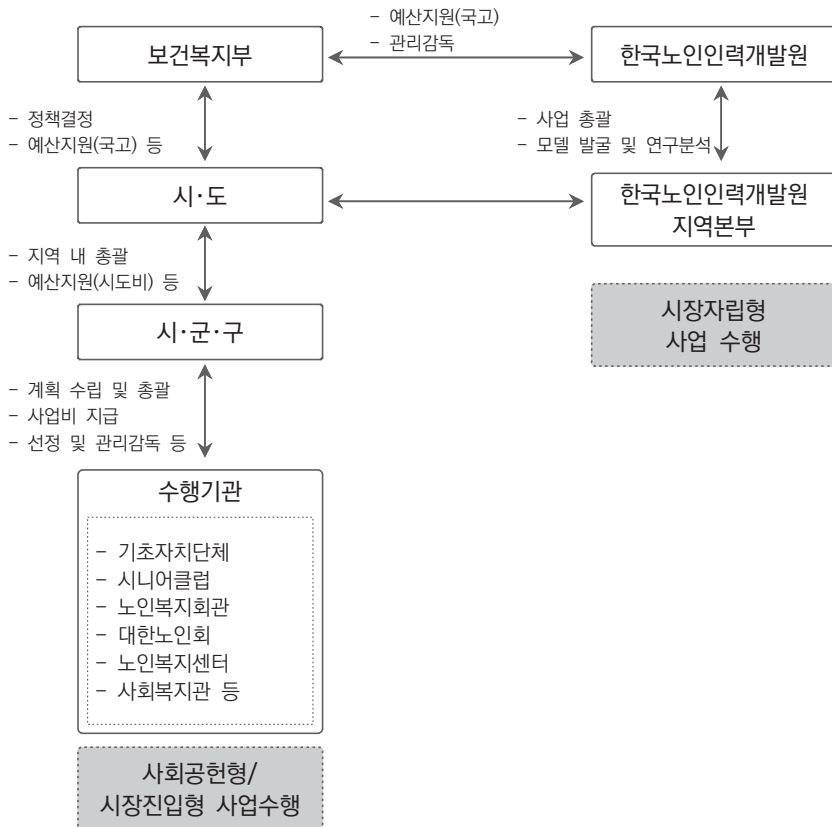 - 예산지원(국고)
- 관리감독
보건복지부
한국노인인력개발원
- 정책결정
- 예산지원(국고) 등
- 사업 총괄
- 모델 발굴 및 연구분석
시·도
한국노인인력개발원
지역본부
- 지역 내 총괄
- 예산지원(시도비) 등
시·군·구
시장자립형
사업 수행
- 계획 수립 및 총괄
- 사업비 지급
- 선정 및 관리감독 등
수행기관
- 기초자치단체
- 시니어클럽
- 노인복지회관
- 대한노인회
- 노인복지센터
- 사회복지관 등
사회공헌형/
시장진입형 사업수행